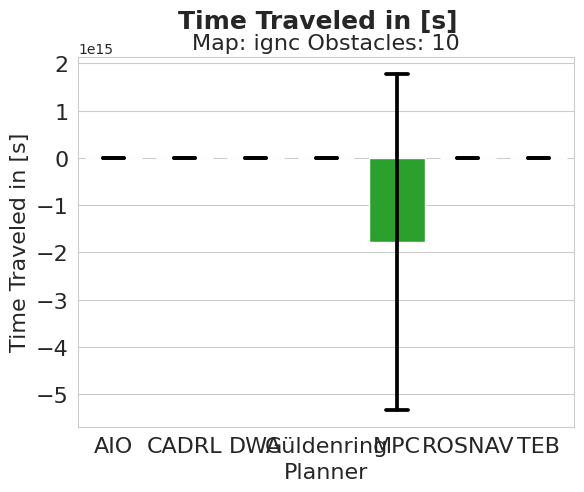 Time Traveled in [s]
Map: ignc Obstacles: 10
1e15
2
1
0
−1
−2
−3
−4
−5
Time Traveled in [s]
AIO CADRL DWA Güldenring MPC ROSNAV TEB
Planner